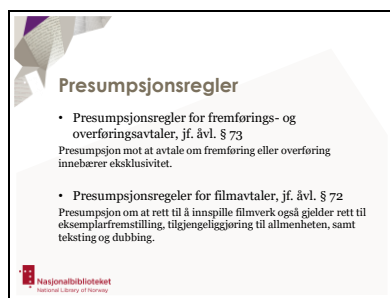 Presumpsjonsregler
• Presumpsjonsregler for fremførings- og
overføringsavtaler, jf. åvl. § 73
Presumpsjon mot at avtale om fremføring eller overføring
innebærer eksklusivitet.
• Presumpsjonsregeler for filmavtaler, jf. åvl. § 72
Presumpsjon om at rett til å innspille filmverk også gjelder rett til
eksemplarfremstilling, tilgjengeliggjøring til allmenheten, samt
teksting og dubbing.
Nasjonalbiblioteket
National Library of Norway